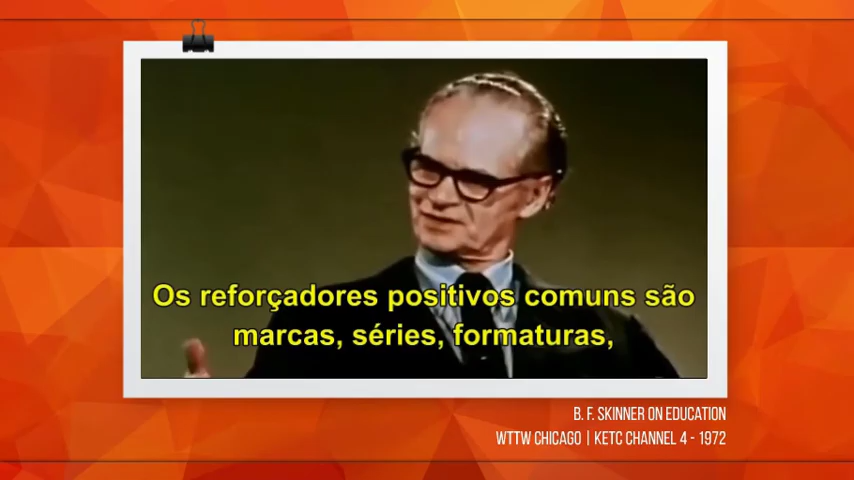 Os reforçadores positivos comuns são
marcas, séries, formaturas,
B. F. SKINNER ON EDUCATION
WTTW CHICAGO | KETC CHANNEL 4 - 1972